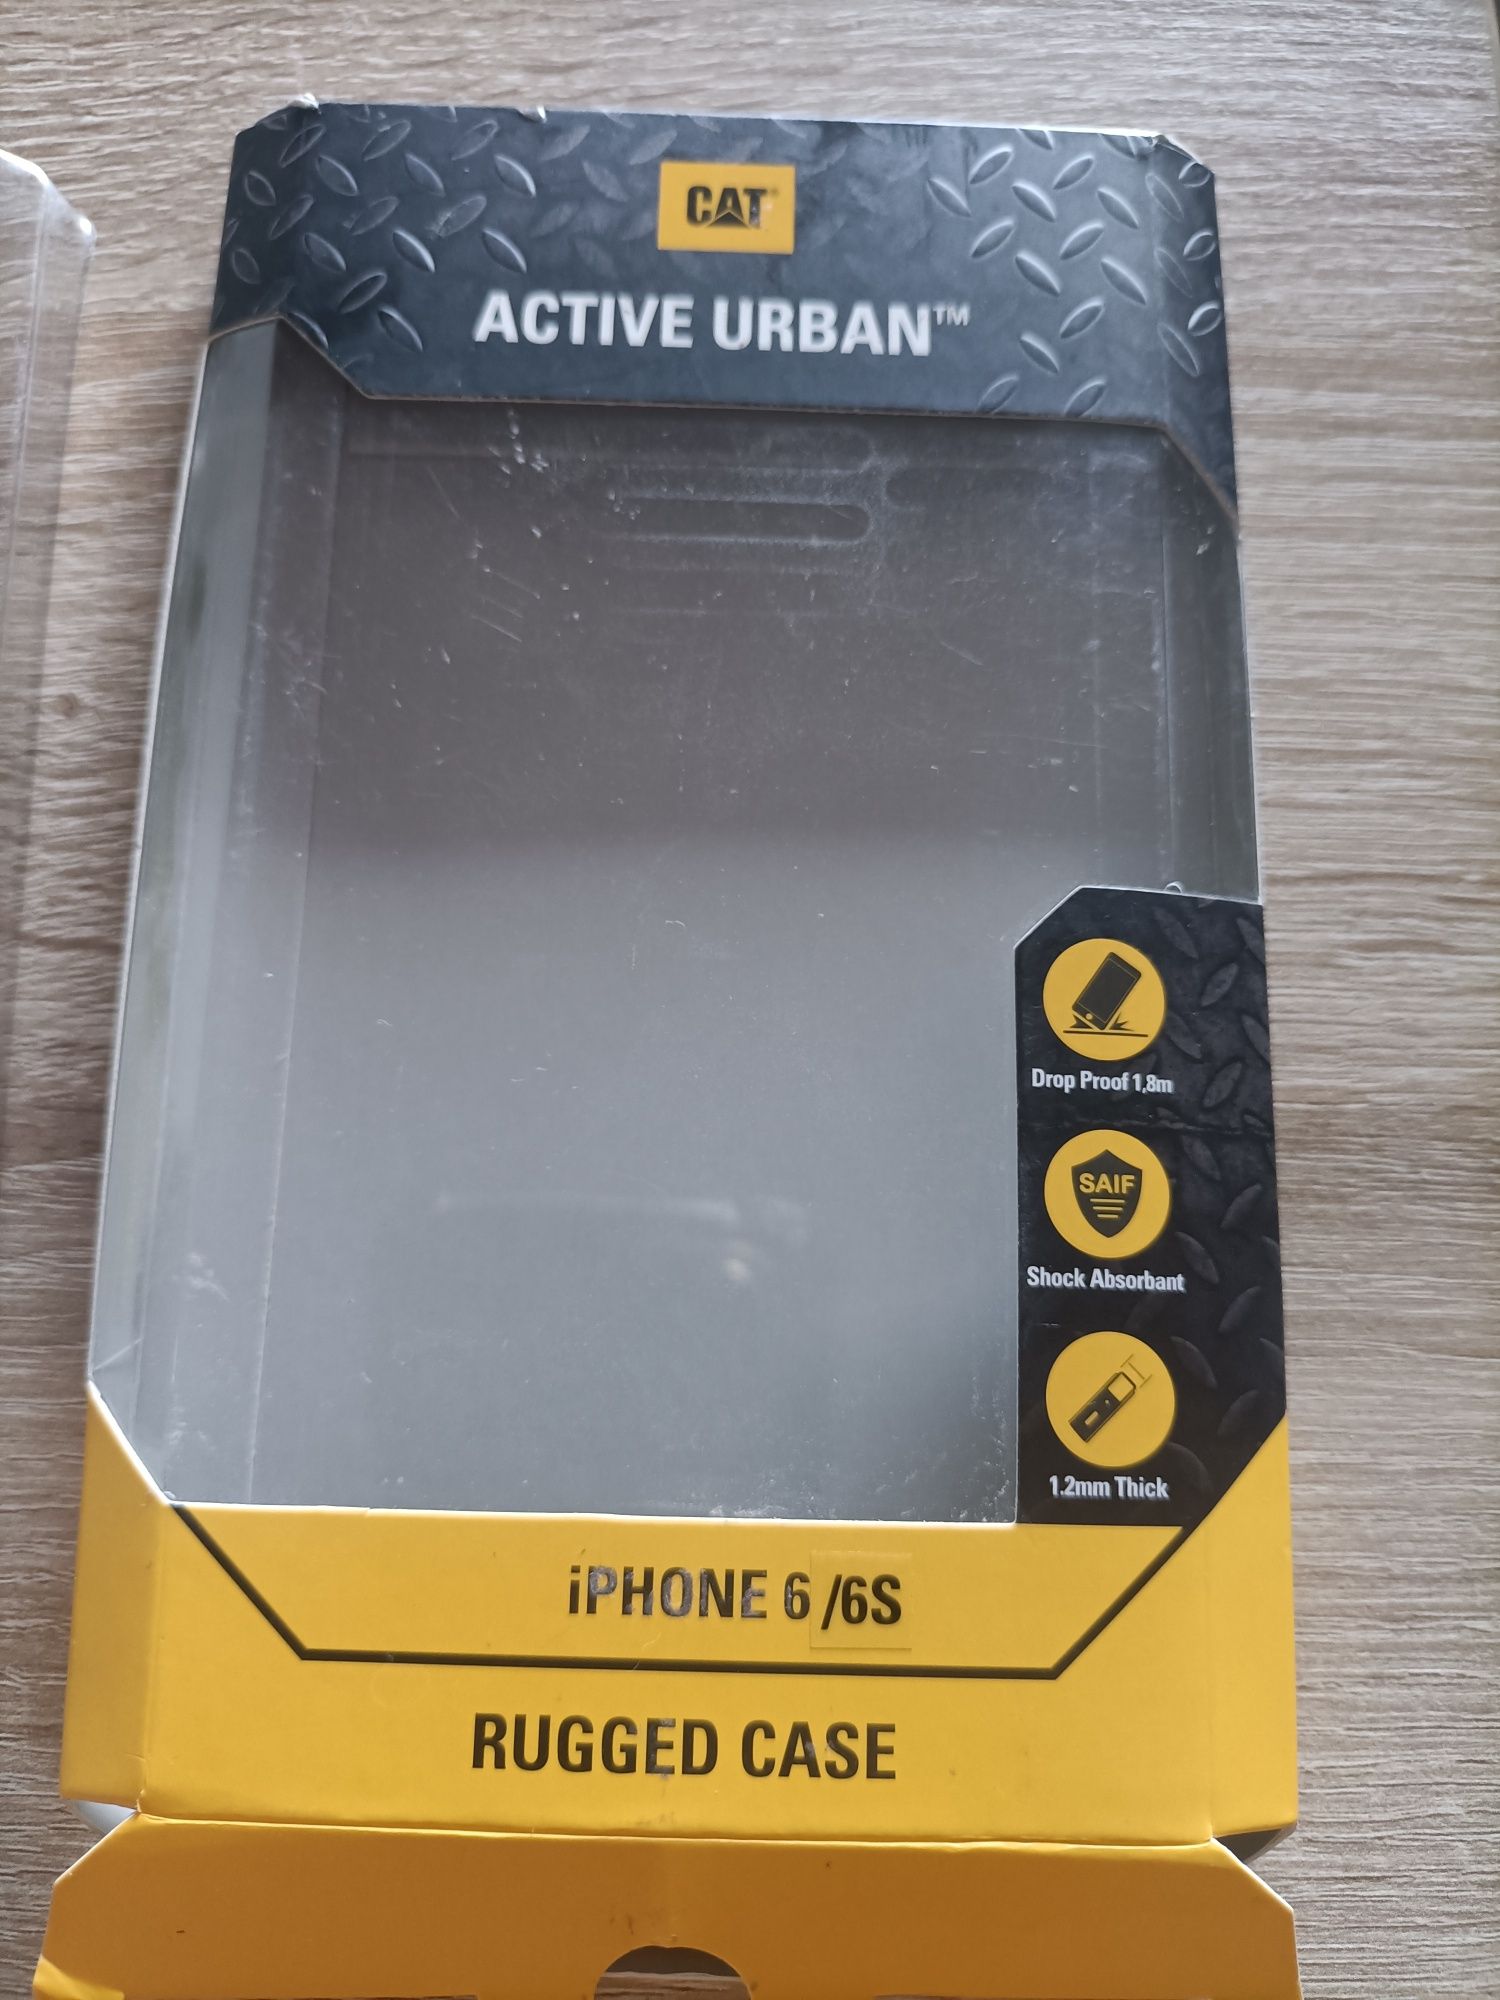 CAT®
ACTIVE URBAN™
Drop Proof 1,8m
SAIF
Shock Absorbant
1.2mm Thick
iPHONE 6 /6S
RUGGED CASE